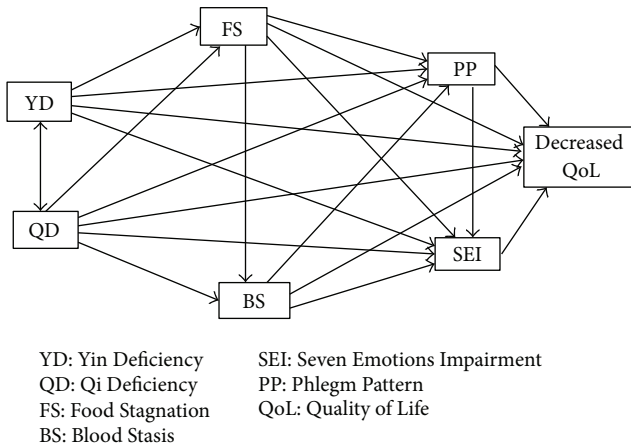 FS
PP
YD
Decreased
QoL
QD
SEI
BS
YD: Yin Deficiency
QD: Qi Deficiency
FS: Food Stagnation
BS: Blood Stasis
SEI: Seven Emotions Impairment
PP: Phlegm Pattern
QoL: Quality of Life